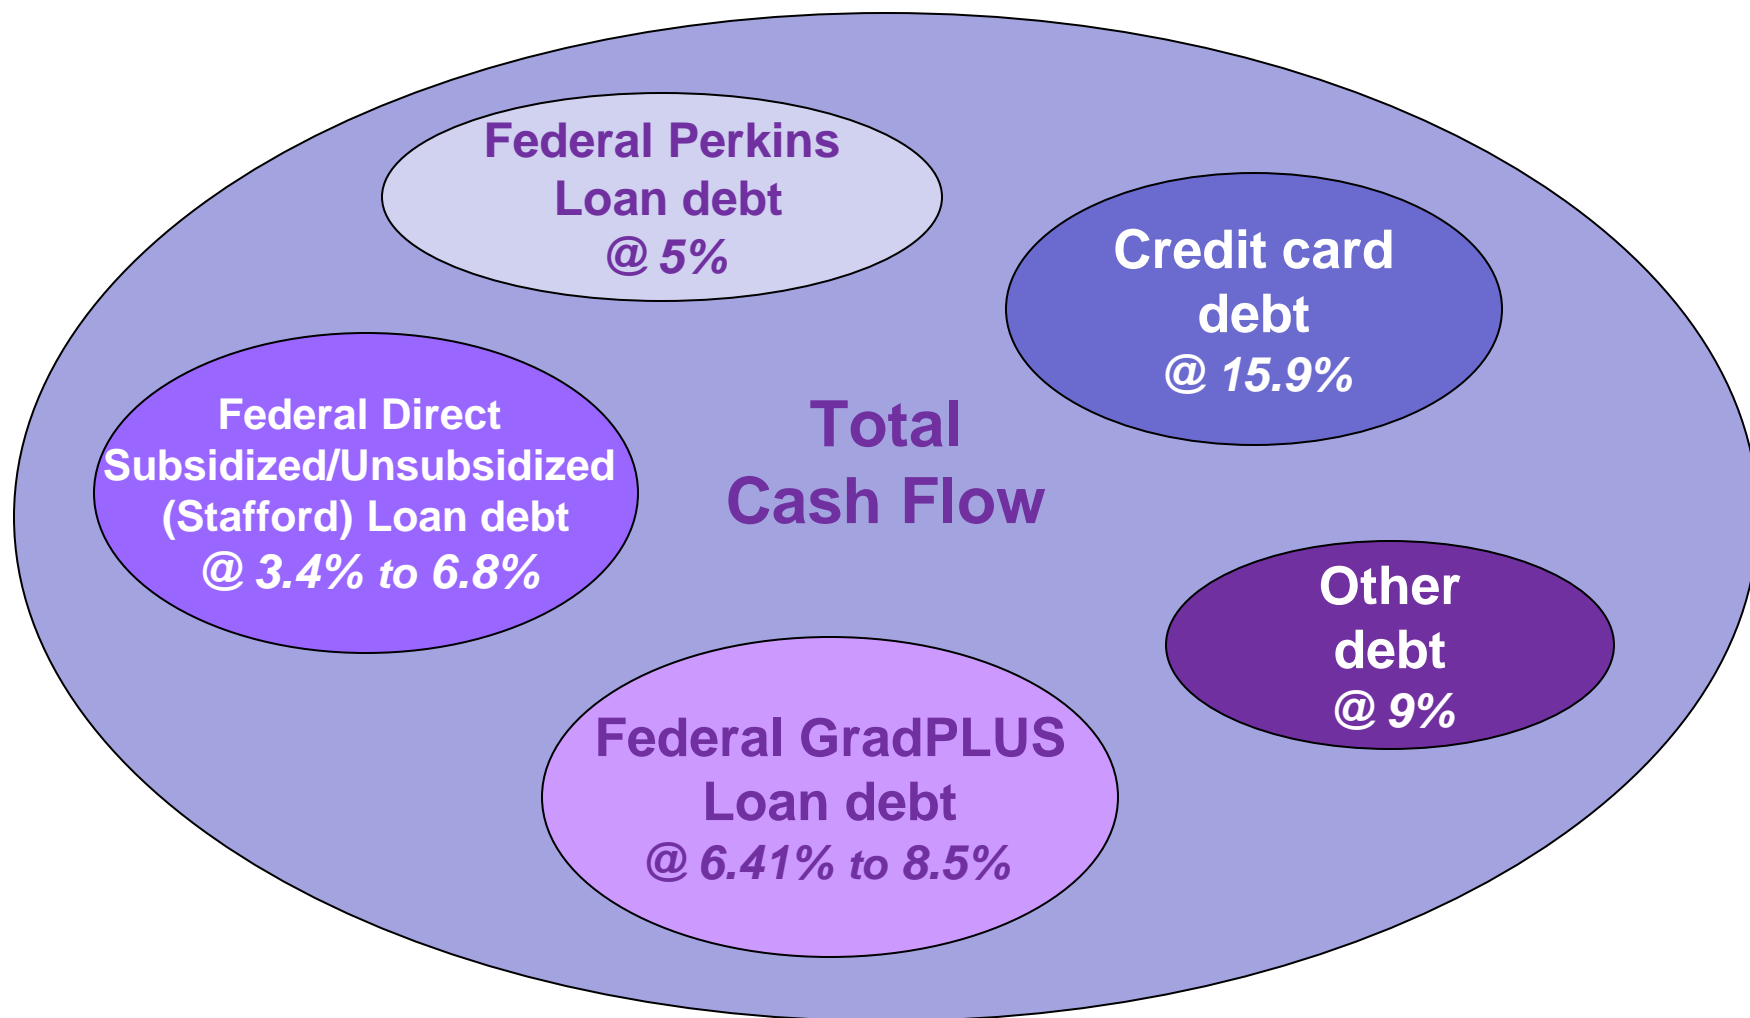 Federal Perkins
Loan debt
@ 5%
Credit card
debt
@ 15.9%
Federal Direct
Subsidized/Unsubsidized
(Stafford) Loan debt
@ 3.4% to 6.8%
Total
Cash Flow
Other
debt
@ 9%
Federal GradPLUS
Loan debt
@ 6.41% to 8.5%